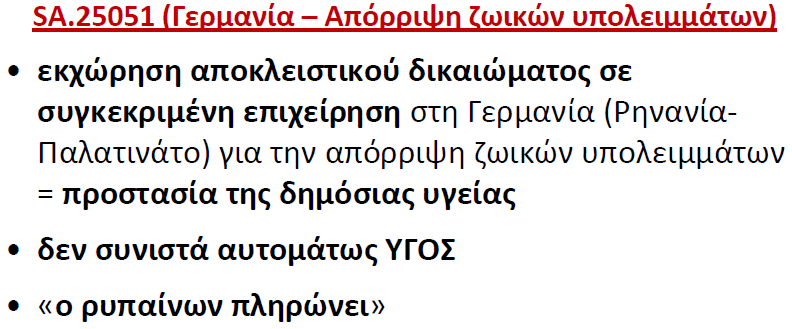 SA.25051 (Γερμανία – Απόρριψη ζωικών υπολειμμάτων)
• εκχώρηση αποκλειστικού δικαιώματος σε
συγκεκριμένη επιχείρηση στη Γερμανία (Ρηνανία-
Παλατινάτο) για την απόρριψη ζωικών υπολειμμάτων
= προστασία της δημόσιας υγείας
• δεν συνιστά αυτομάτως ΥΓΟΣ
• «ο ρυπαίνων πληρώνει»